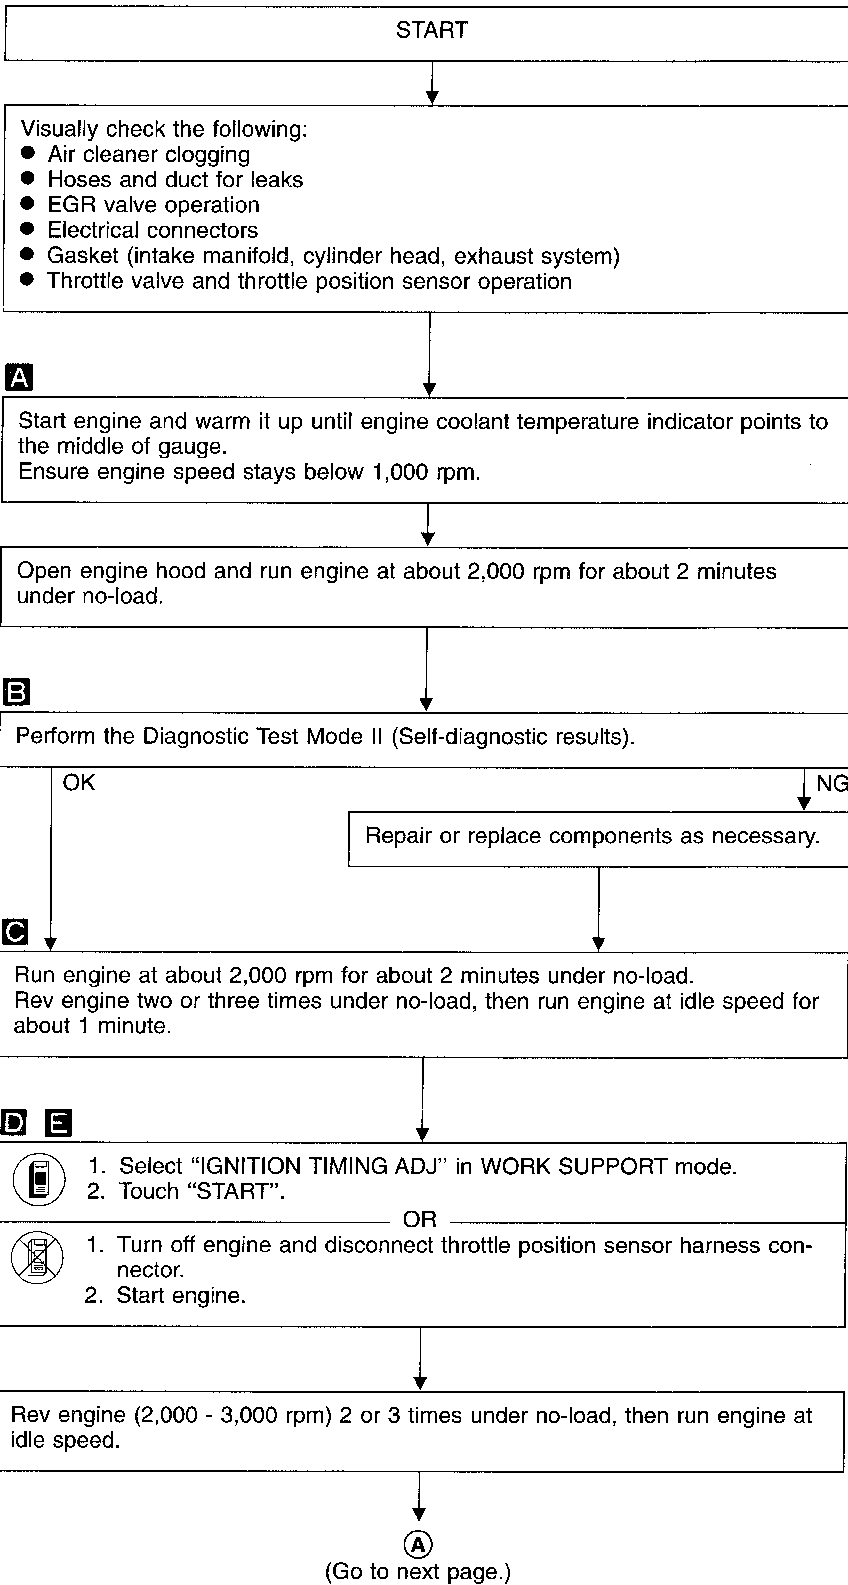 START
Visually check the following:
● Air cleaner clogging
● Hoses and duct for leaks
● EGR valve operation
● Electrical connectors
● Gasket (intake manifold, cylinder head, exhaust system)
● Throttle valve and throttle position sensor operation
A
Start engine and warm it up until engine coolant temperature indicator points to
the middle of gauge.
Ensure engine speed stays below 1,000 rpm.
Open engine hood and run engine at about 2,000 rpm for about 2 minutes
under no-load.
B
Perform the Diagnostic Test Mode II (Self-diagnostic results).
OK
NG
Repair or replace components as necessary.
C
Run engine at about 2,000 rpm for about 2 minutes under no-load.
Rev engine two or three times under no-load, then run engine at idle speed for
about 1 minute.
D E
1. Select “IGNITION TIMING ADJ” in WORK SUPPORT mode.
2. Touch “START”.
OR
1. Turn off engine and disconnect throttle position sensor harness con-
nector.
2. Start engine.
Rev engine (2,000 - 3,000 rpm) 2 or 3 times under no-load, then run engine at
idle speed.
A
(Go to next page.)